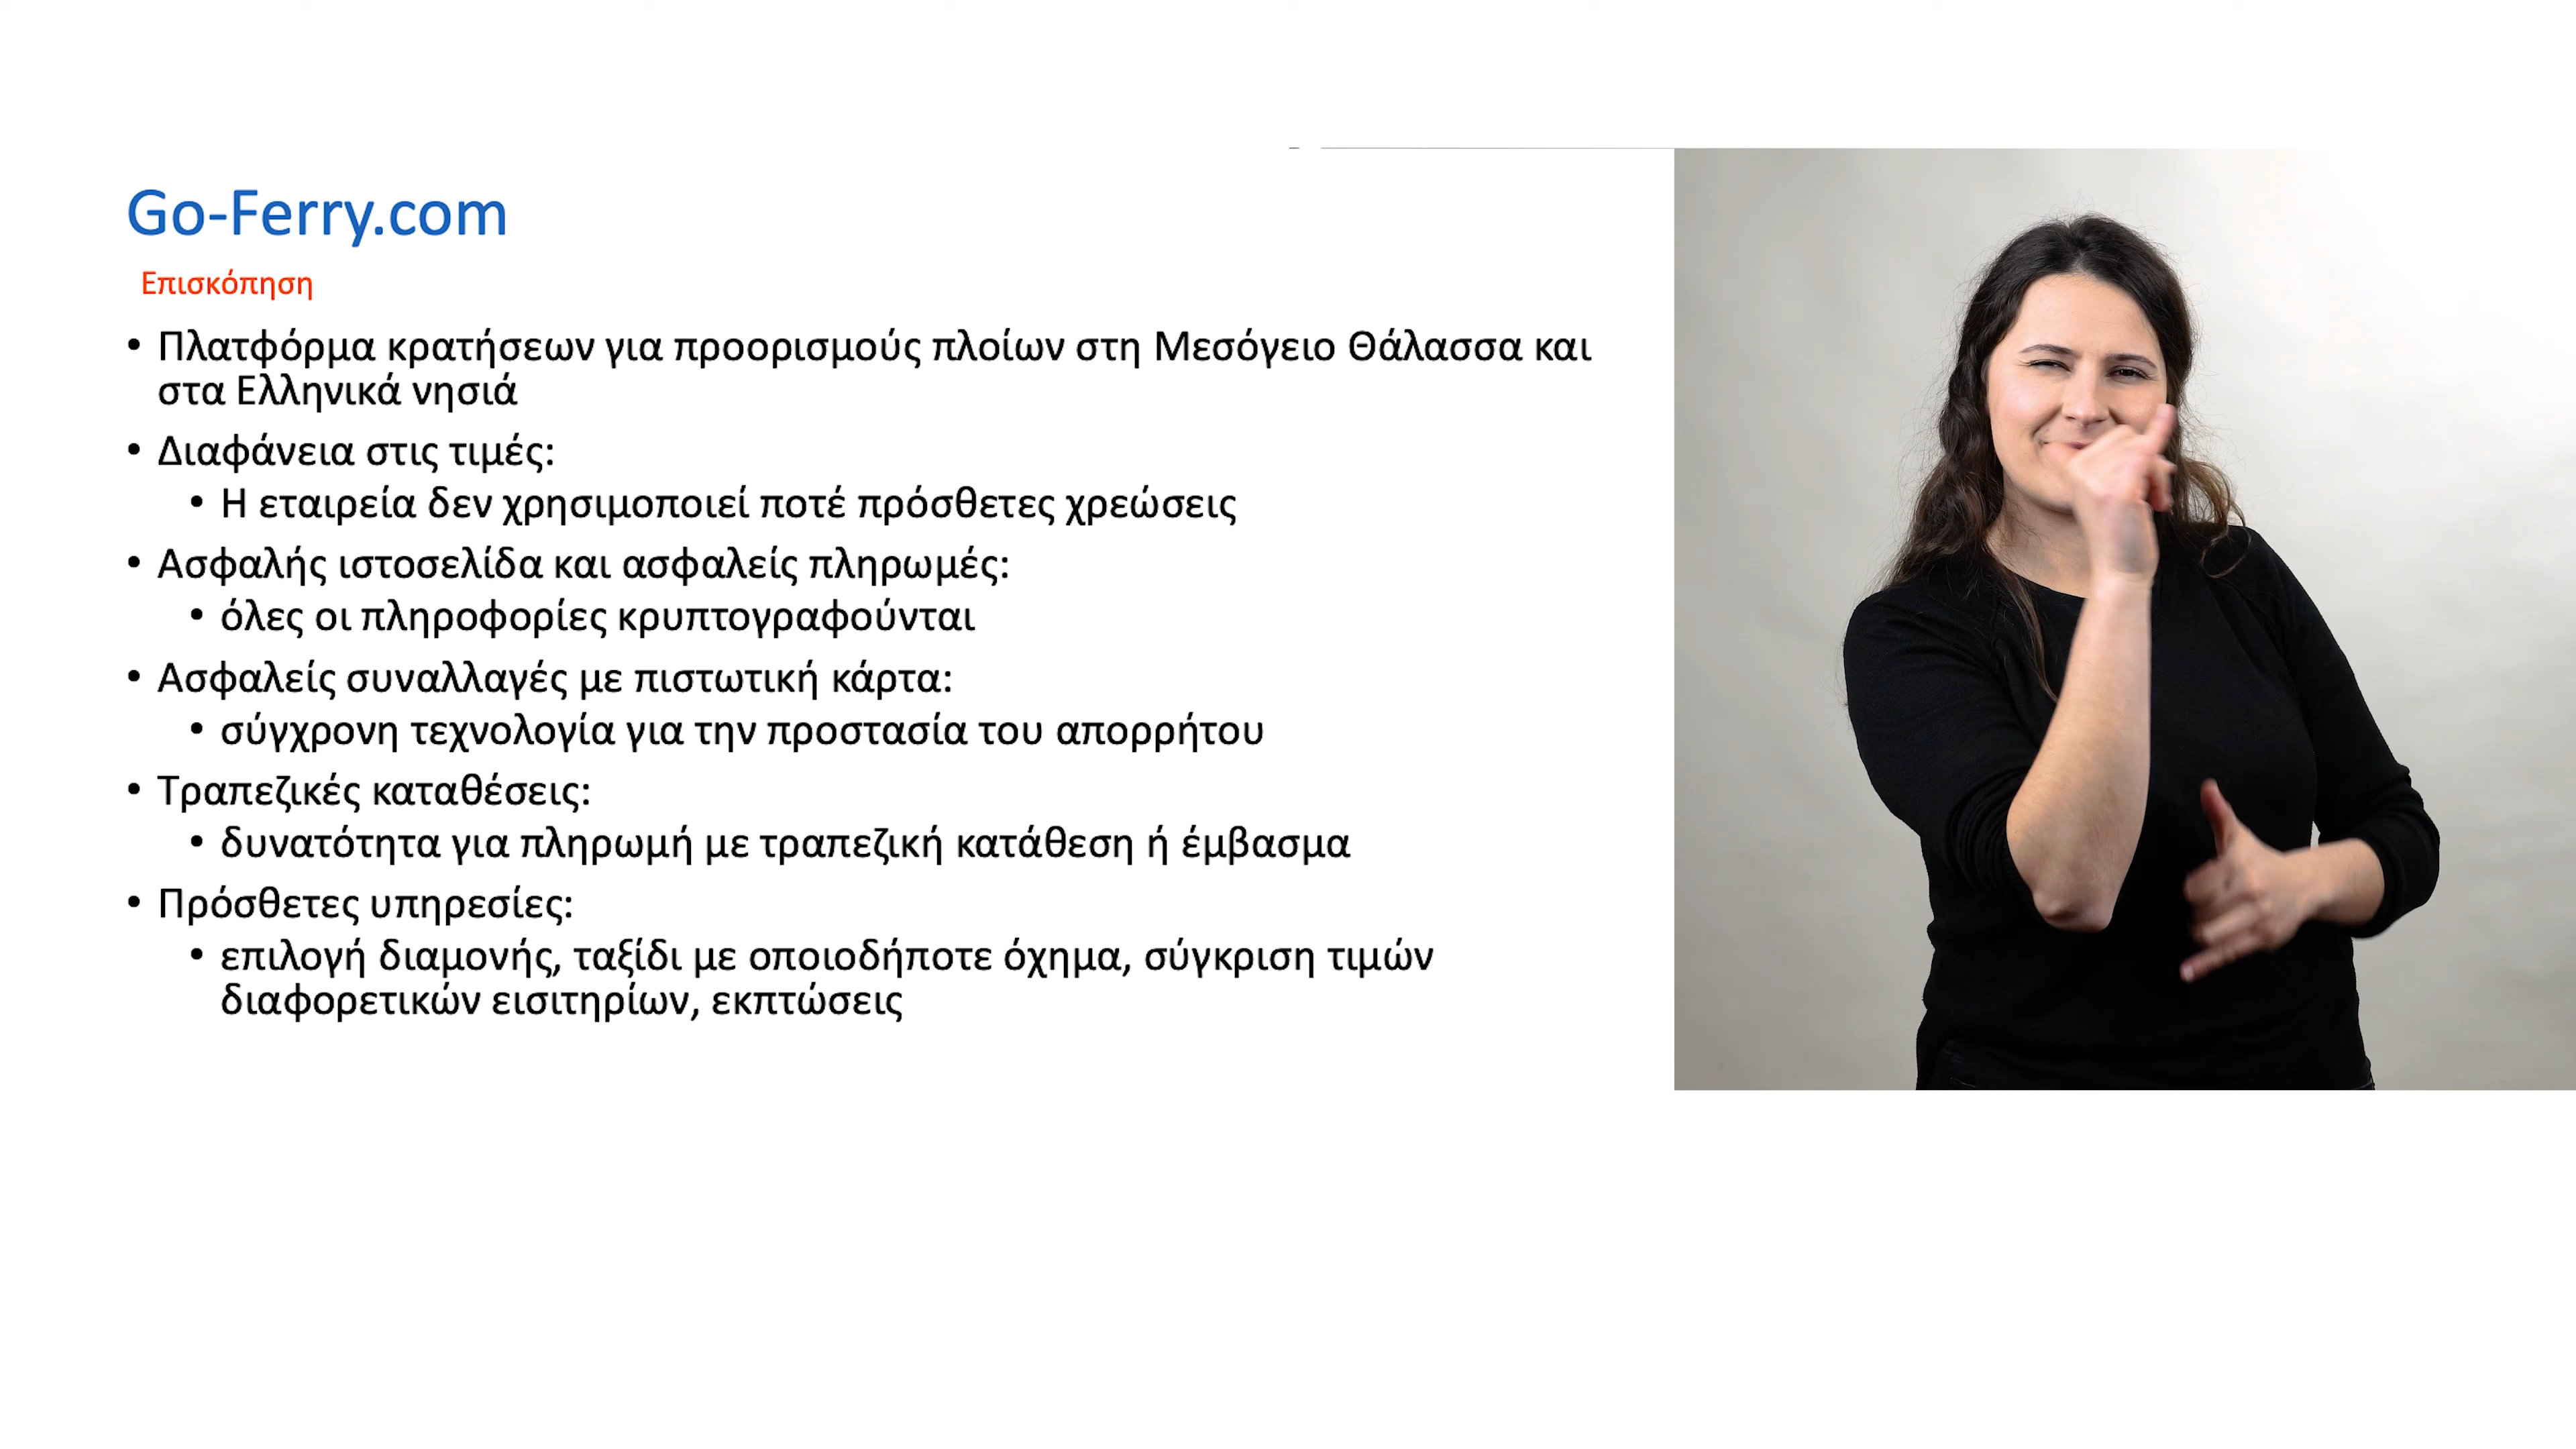 Go-Ferry.com
Επισκόπηση
• Πλατφόρμα κρατήσεων για προορισμούς πλοίων στη Μεσόγειο Θάλασσα και
στα Ελληνικά νησιά
• Διαφάνεια στις τιμές:
• Η εταιρεία δεν χρησιμοποιεί ποτέ πρόσθετες χρεώσεις
• Ασφαλής ιστοσελίδα και ασφαλείς πληρωμές:
• όλες οι πληροφορίες κρυπτογραφούνται
• Ασφαλείς συναλλαγές με πιστωτική κάρτα:
• σύγχρονη τεχνολογία για την προστασία του απορρήτου
• Τραπεζικές καταθέσεις:
• δυνατότητα για πληρωμή με τραπεζική κατάθεση ή έμβασμα
• Πρόσθετες υπηρεσίες:
• επιλογή διαμονής, ταξίδι με οποιοδήποτε όχημα, σύγκριση τιμών
διαφορετικών εισιτηρίων, εκπτώσεις